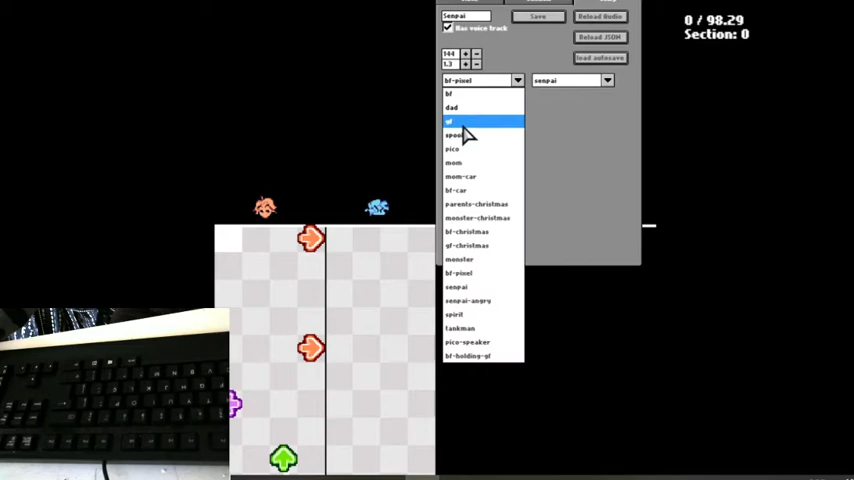 Senpai
Save
Reload Audio
0 / 98.29
Section: 0
Has voice track
Reload JSON
144
+
-
load autosave
1.3
+
-
bf-pixel
senpai
bf
dad
gf
pico
mom
mom-car
bf-car
parents-christmas
monster-christmas
bf-christmas
gf-christmas
monster
bf-pixel
senpai
senpai-angry
spirit
tankman
pico-speaker
bf-holding-gf